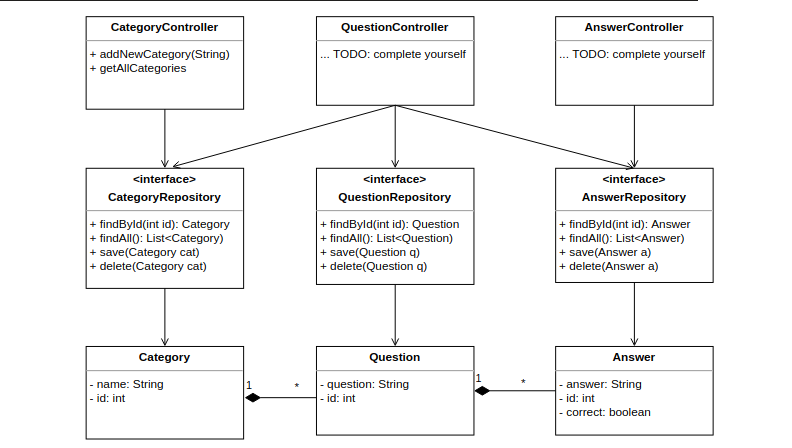 CategoryController
+ addNewCategory(String)
+ getAllCategories
QuestionController
... TODO: complete yourself
AnswerController
... TODO: complete yourself
<interface>
CategoryRepository
+ findById(int id): Category
+ findAll(): List<Category>
+ save(Category cat)
+ delete(Category cat)
<interface>
QuestionRepository
+ findById(int id): Question
+ findAll(): List<Question>
+ save(Question q)
+ delete(Question q)
<interface>
AnswerRepository
+ findById(int id): Answer
+ findAll(): List<Answer>
+ save(Answer a)
+ delete(Answer a)
Category
- name: String
- id: int
1
*
Question
- question: String
- id: int
1
*
Answer
- answer: String
- id: int
- correct: boolean